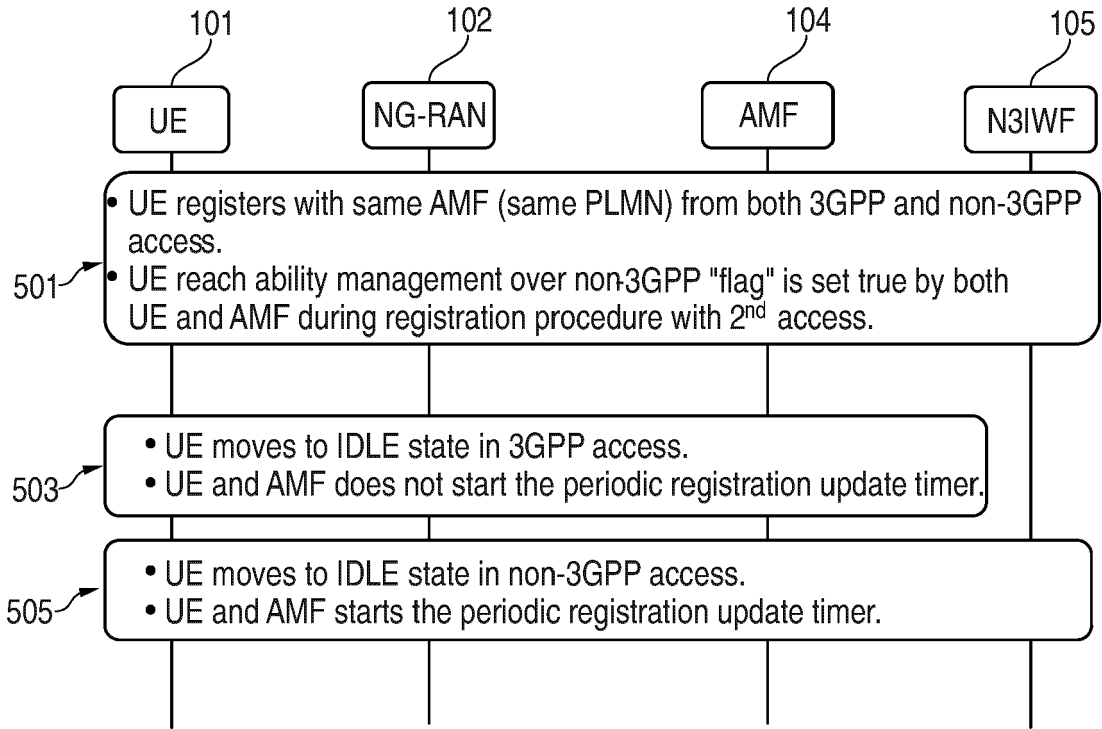 101
102
104
105
UE
NG-RAN
AMF
N3IWF
• UE registers with same AMF (same PLMN) from both 3GPP and non-3GPP
access.
501
• UE reach ability management over non-3GPP "flag" is set true by both
UE and AMF during registration procedure with 2nd access.
• UE moves to IDLE state in 3GPP access.
503
• UE and AMF does not start the periodic registration update timer.
• UE moves to IDLE state in non-3GPP access.
505
• UE and AMF starts the periodic registration update timer.